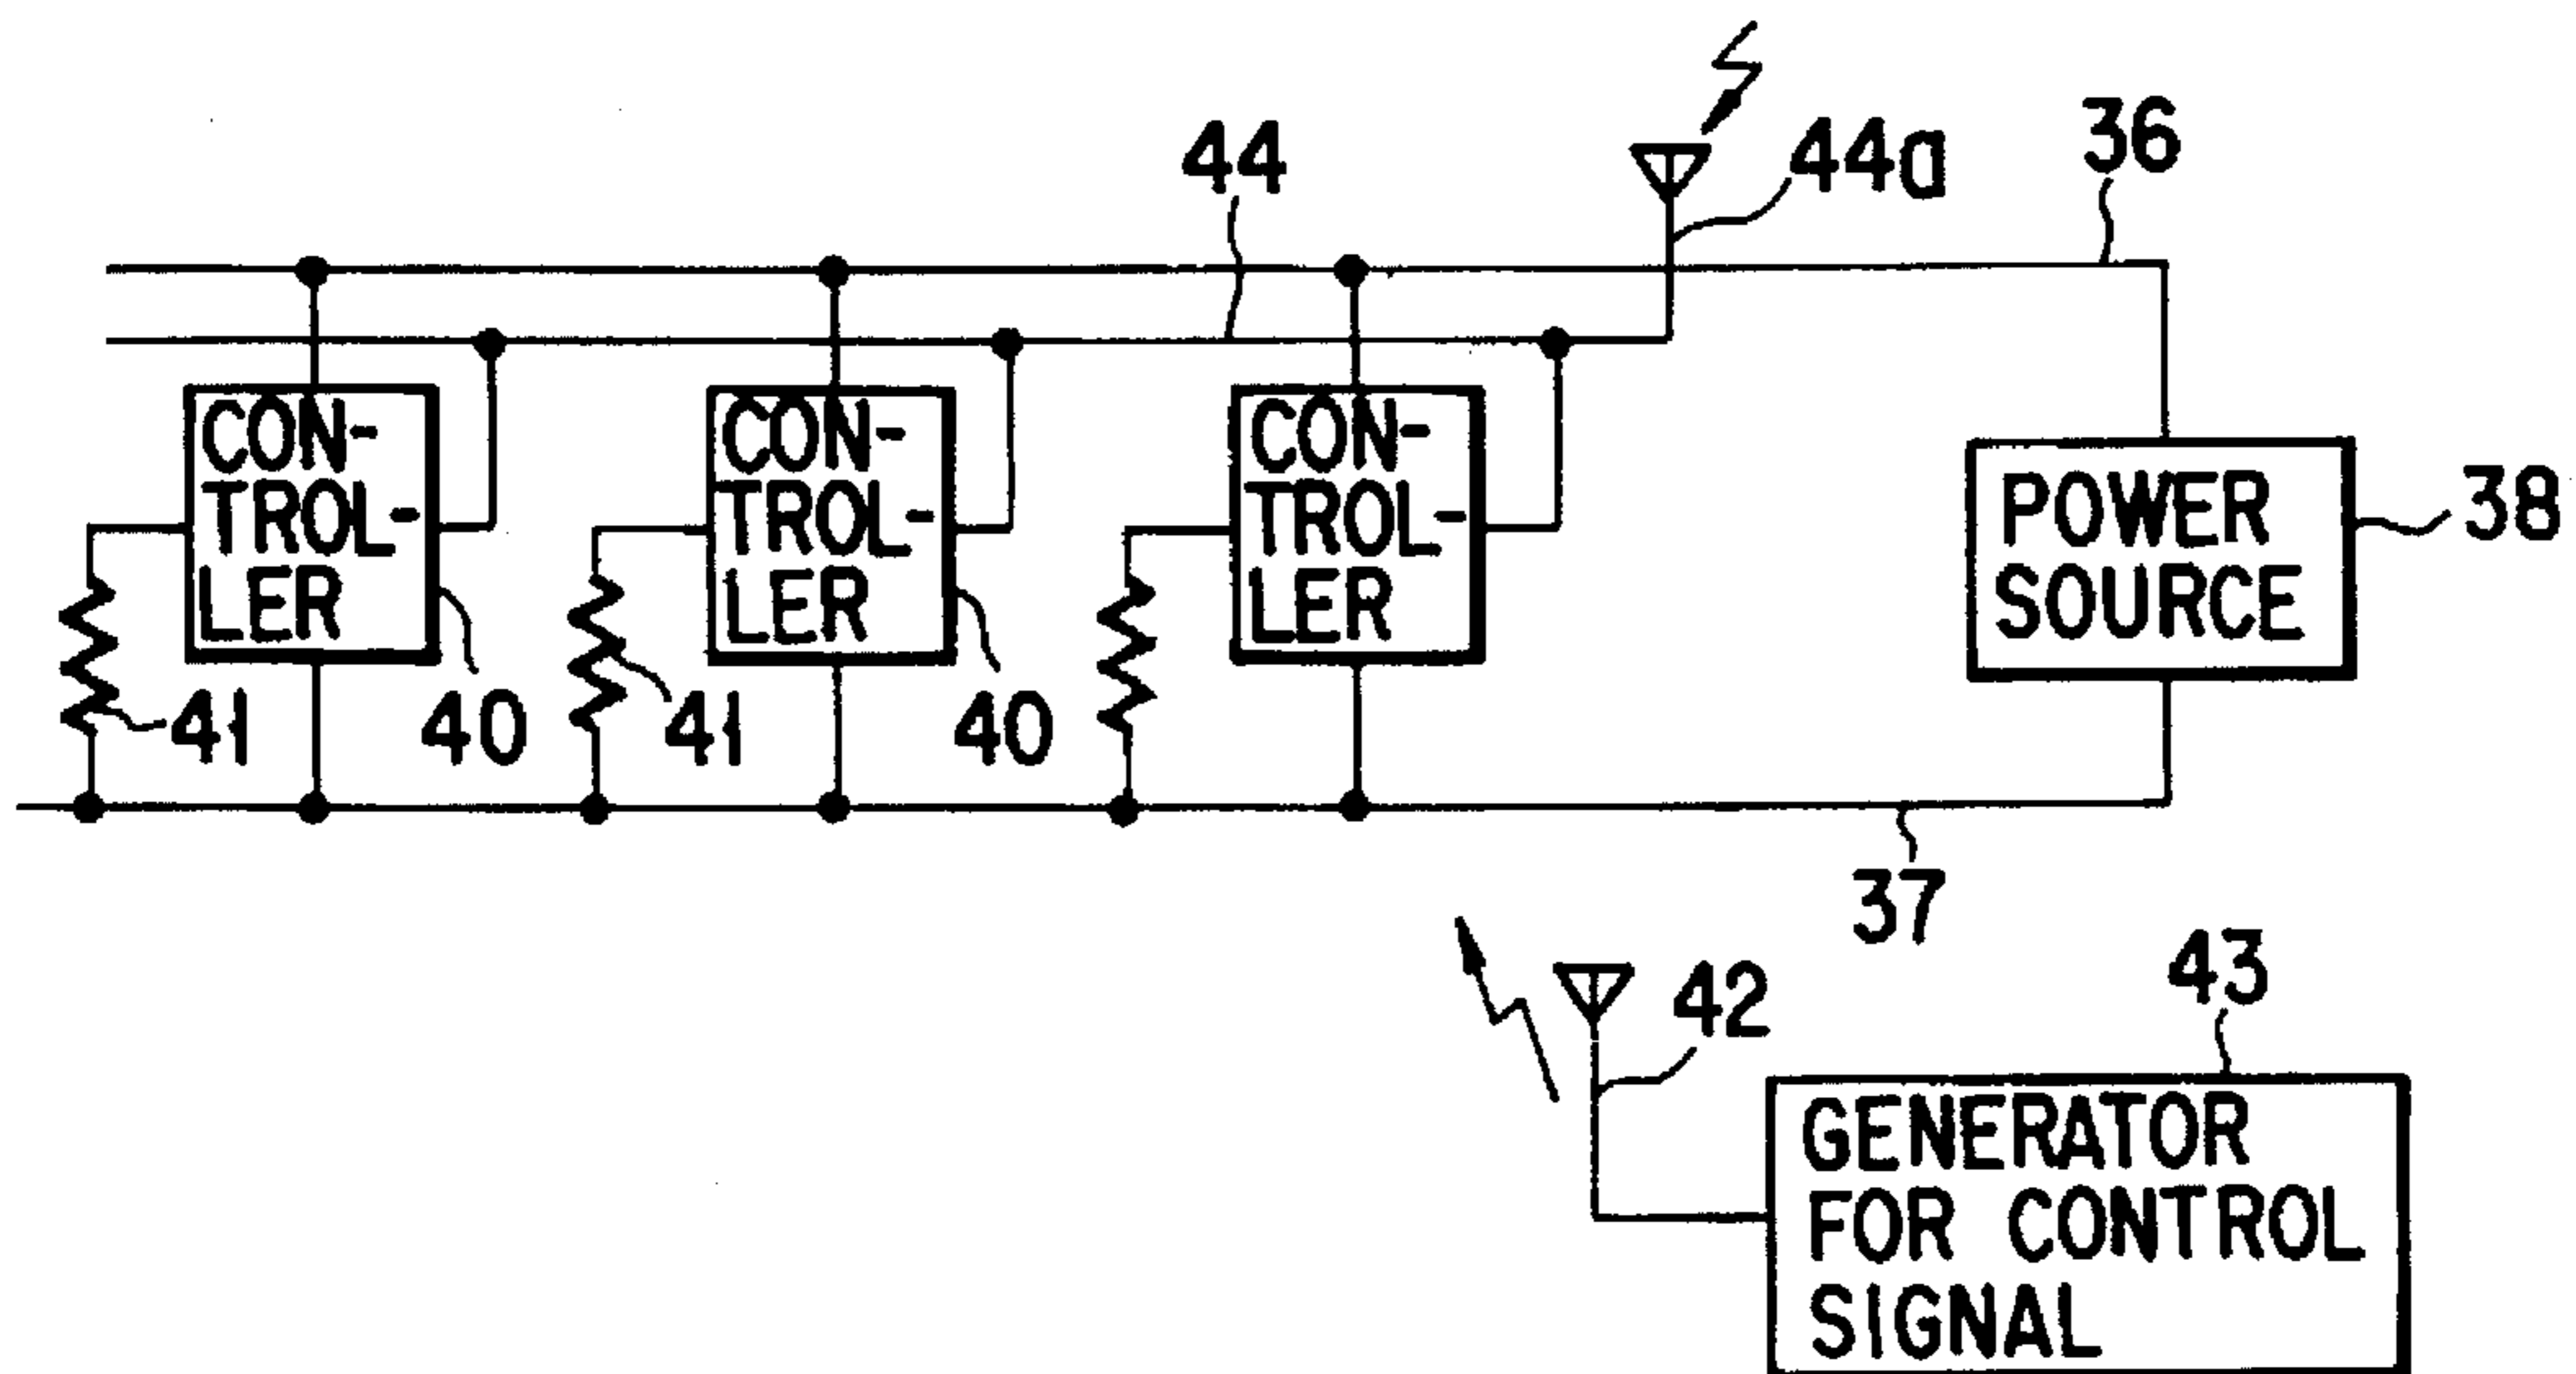 44
44a
36
CON-
TROL-
LER
CON-
TROL-
LER
CON-
TROL-
LER
POWER
SOURCE
38
41
40
41
40
37
42
43
GENERATOR
FOR CONTROL
SIGNAL